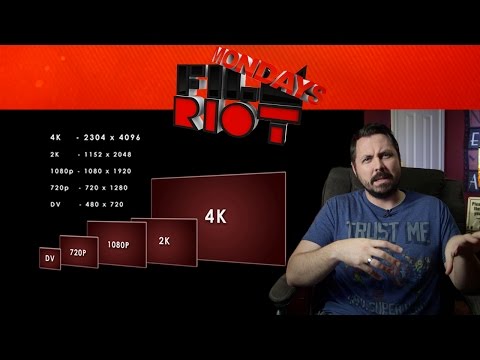 MONDAYS
FILM
RIOT
4K - 2304 x 4096
2K - 1152 x 2048
1080p - 1080 x 1920
720p - 720 x 1280
DV - 480 x 720
4K
2K
1080P
720P
DV
TRUST ME,